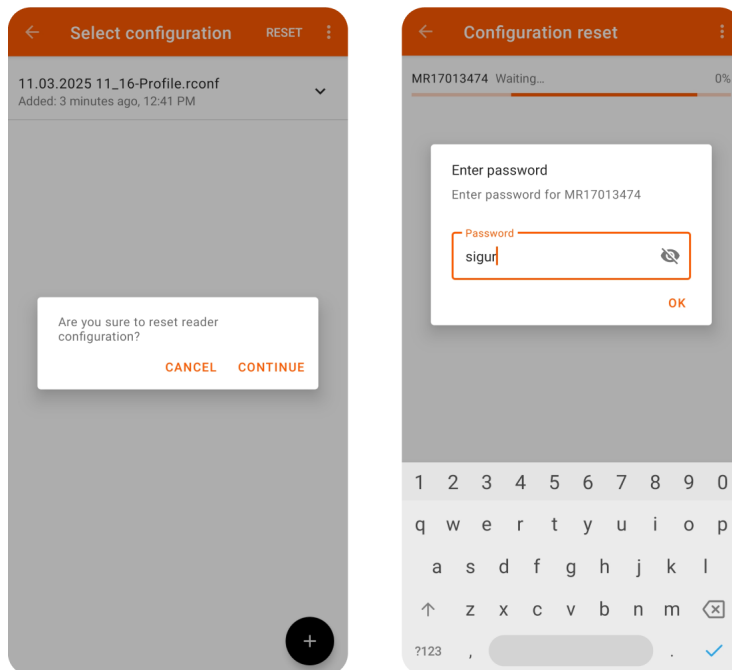 Select configuration RESET
11.03.2025 11_16-Profile.rconf
Added: 3 minutes ago, 12:41 PM
Are you sure to reset reader
configuration?
CANCEL CONTINUE
+
Configuration reset
MR17013474 Waiting... 0%
Enter password
Enter password for MR17013474
Password
sigur
OK
1 2 3 4 5 6 7 8 9 0
q w e r t y u i o p
a s d f g h j k l
z x c v b n m
?123 , .